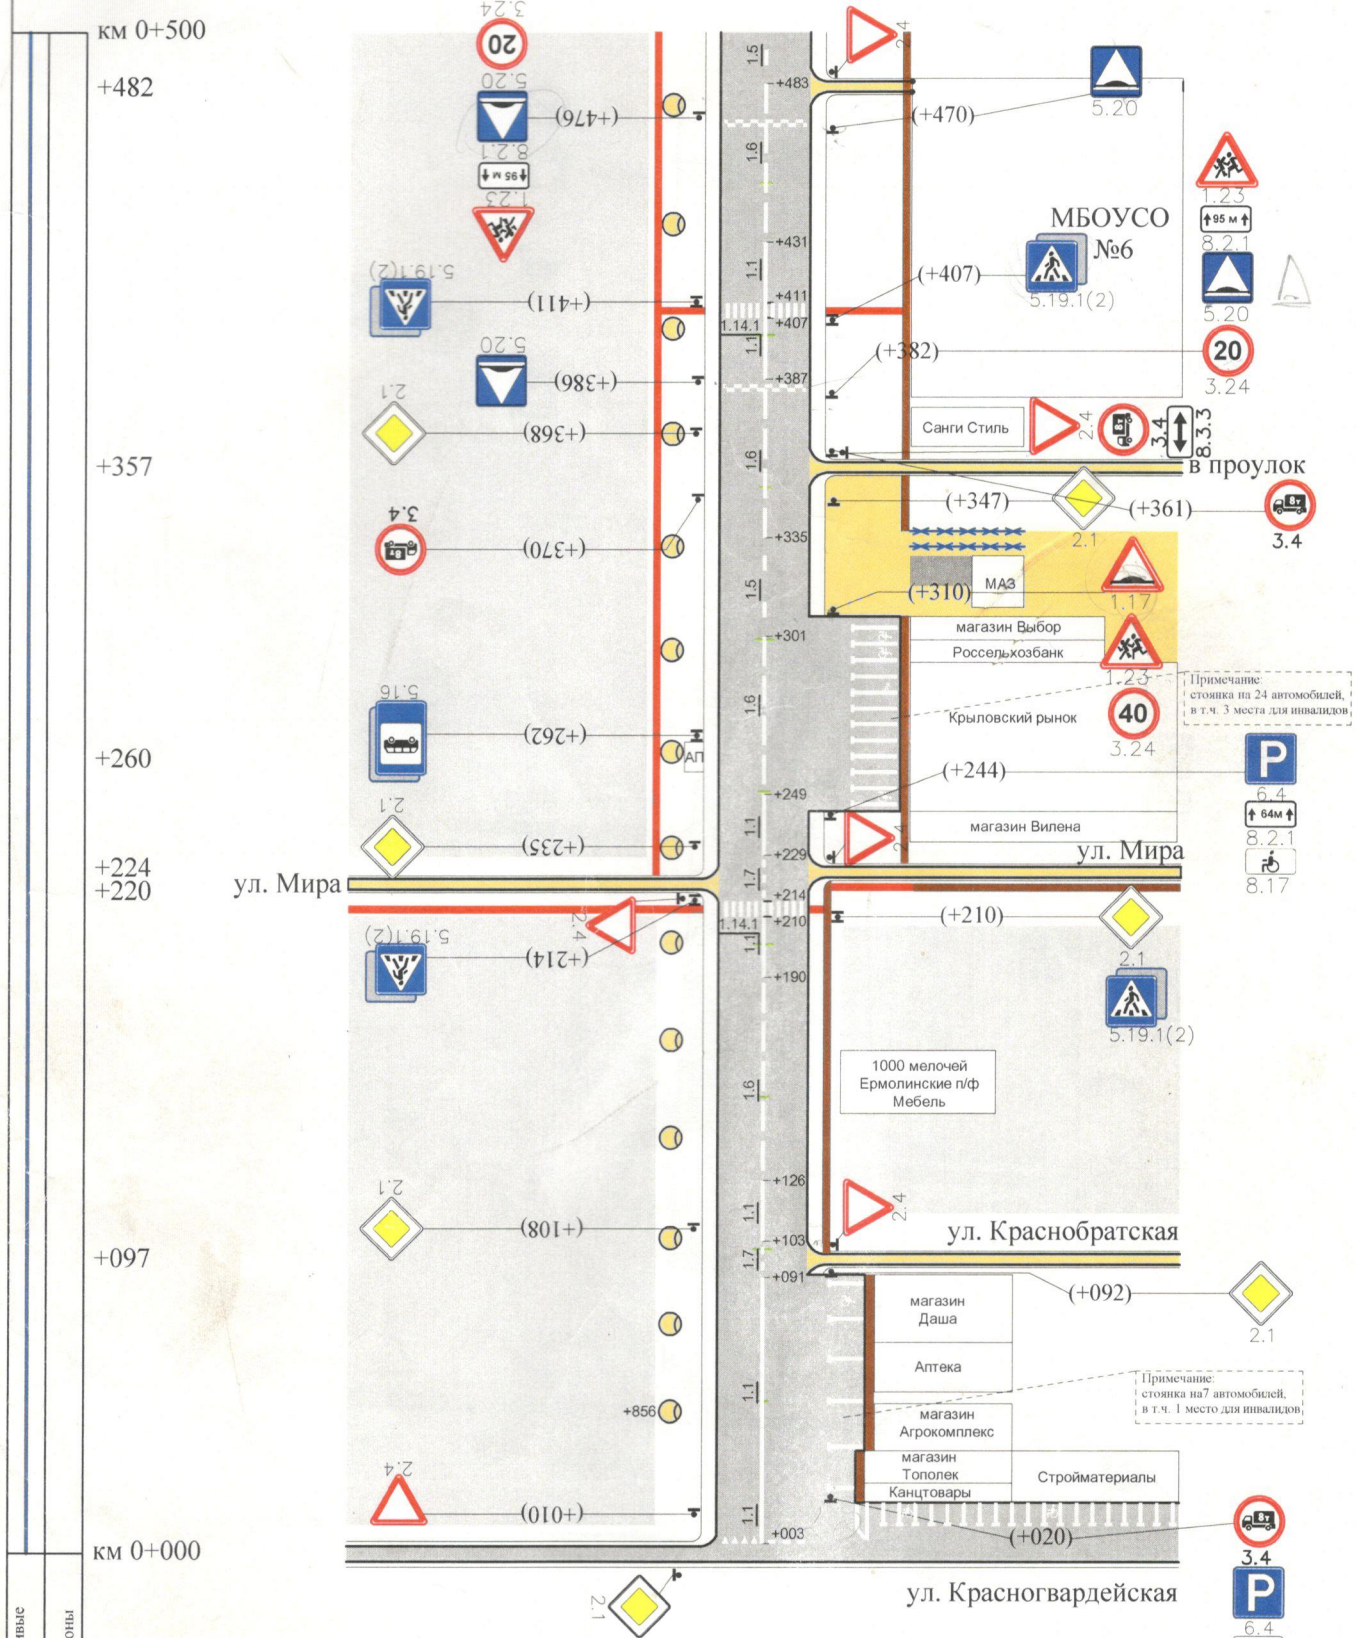 км 0+500
+482
+357
+260
+224
+220
+097
км 0+000
3.24
20
5.20
(+476)
8.2.1
95 м
1.23
5.19.1(2)
(+411)
5.20
(+386)
2.1
(+368)
3.4
(+370)
5.16
(+262)
АП
2.1
(+235)
ул. Мира
2.4
5.19.1(2)
(+214)
2.1
(+108)
+856
2.4
(+010)
2.1
1.5
+483
1.6
+431
1.1
+411
1.14.1
+407
1.1
+387
1.6
+335
1.5
+301
1.6
+249
1.1
+229
1.7
+214
1.14.1
+210
1.1
+190
1.6
+126
1.1
+103
1.7
+091
1.1
1.1
+003
2.4
(+470)
5.20
1.23
95 м
8.2.1
МБОУСО
№6
(+407)
5.19.1(2)
5.20
(+382)
20
3.24
Санги Стиль
2.4
8т
3.4
8.3.3
в проулок
(+347)
2.1
(+361)
8т
3.4
МАЗ
(+310)
1.17
магазин Выбор
Россельхозбанк
1.23
Примечание:
стоянка на 24 автомобилей,
в т.ч. 3 места для инвалидов
Крыловский рынок
40
3.24
(+244)
P
6.4
64м
8.2.1
8.17
магазин Вилена
2.4
ул. Мира
(+210)
2.1
5.19.1(2)
1000 мелочей
Ермолинские п/ф
Мебель
2.4
ул. Краснобратская
(+092)
2.1
магазин
Даша
Аптека
Примечание:
стоянка на7 автомобилей,
в т.ч. 1 место для инвалидов
магазин
Агрокомплекс
магазин
Тополек
Канцтовары
Стройматериалы
(+020)
8т
3.4
ул. Красногвардейская
P
6.4